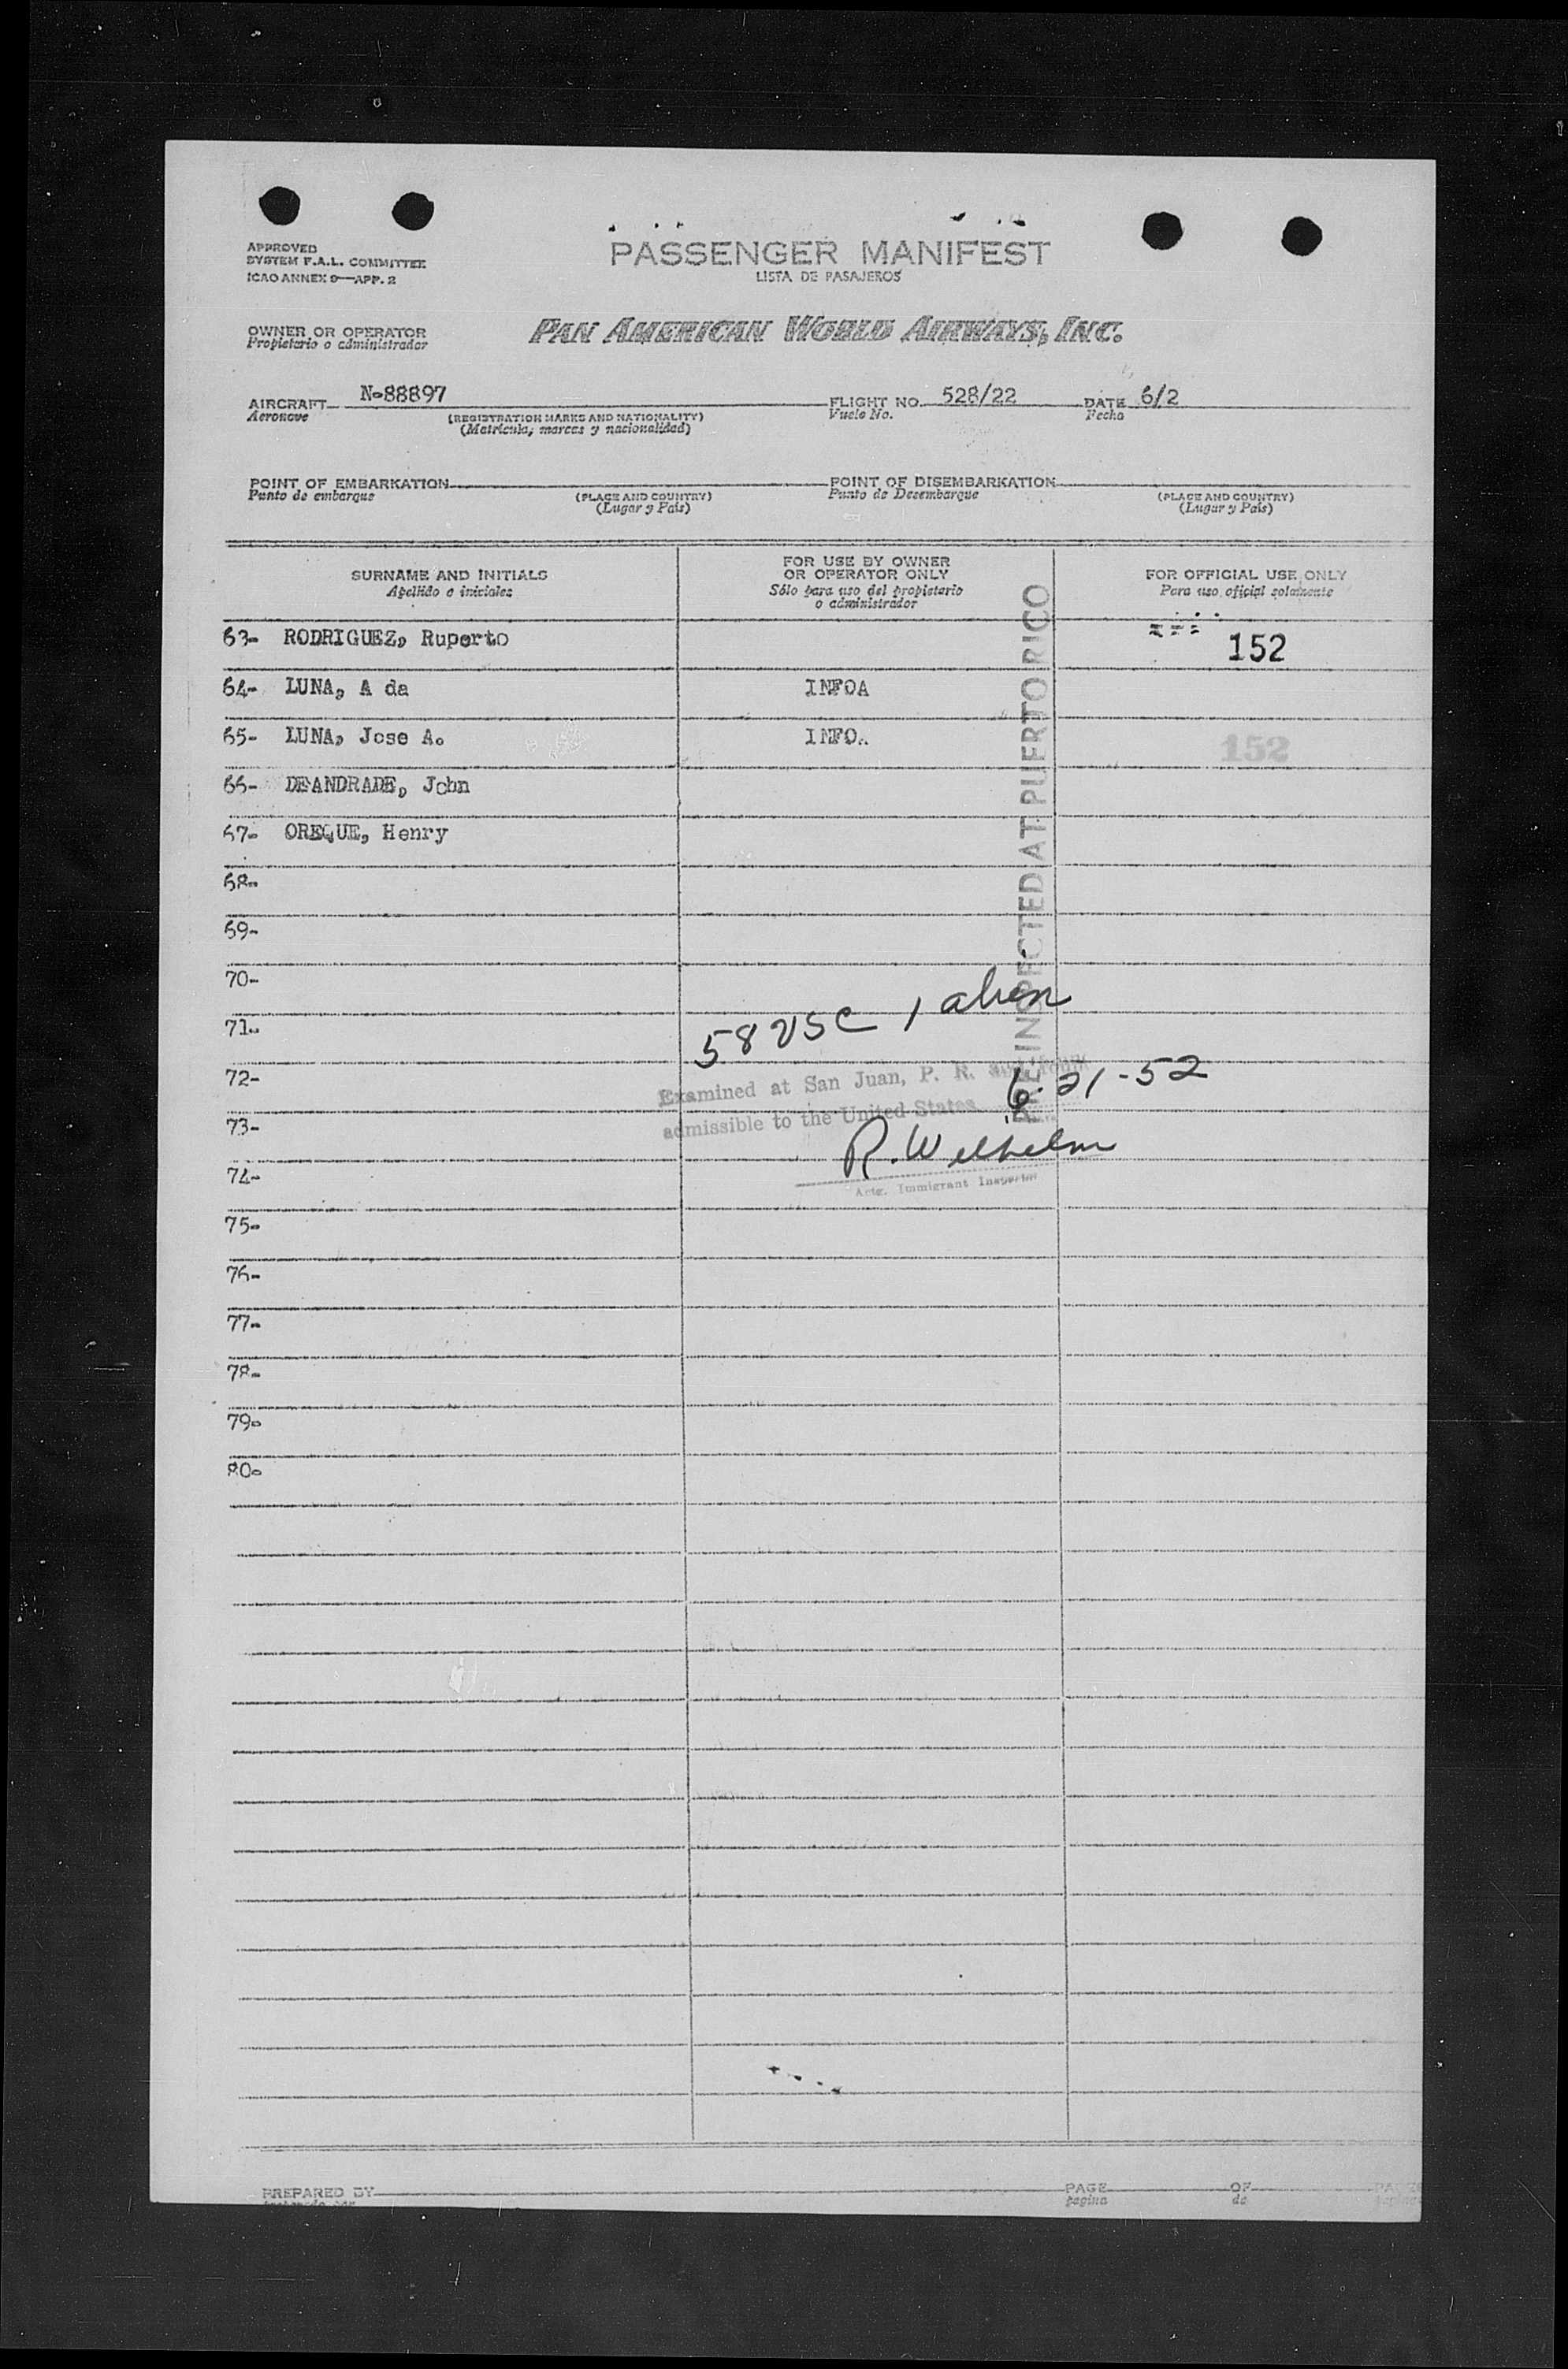 APPROVED
SYSTEM F.A.L. COMMITTEE
ICAO ANNEX 9—APP. 2
PASSENGER MANIFEST
LISTA DE PASAJEROS
OWNER OR OPERATOR
Propietario o administrador
PAN AMERICAN WORLD AIRWAYS, INC.
AIRCRAFT N-88897 FLIGHT NO. 528/22 DATE 6/2
Aeronave (REGISTRATION MARKS AND NATIONALITY) Vuelo No. Fecha
(Matrícula, marcas y nacionalidad)
POINT OF EMBARKATION POINT OF DISEMBARKATION
Punto de embarque (PLACE AND COUNTRY) Punto de Desembarque (PLACE AND COUNTRY)
(Lugar y País) (Lugar y País)
SURNAME AND INITIALS
Apellido e iniciales
FOR USE BY OWNER
OR OPERATOR ONLY
Sólo para uso del propietario
o administrador
FOR OFFICIAL USE ONLY
Para uso oficial solamente
63- RODRIGUEZ, Ruperto 152
64- LUNA, A da INFOA
65- LUNA, Jose A. INFO. 152
66- DEANDRADE, John
67- OREQUE, Henry
68-
69-
70-
71-
72-
73-
74-
75-
76-
77-
78-
79-
80-
PRE-INSPECTED AT PUERTO RICO
58 USC 1 alien
Examined at San Juan, P. R.
admissible to the United States
6-21-52
R. Wilhelm
Actg. Immigrant Inspector
PREPARED BY PAGE OF
pagina de